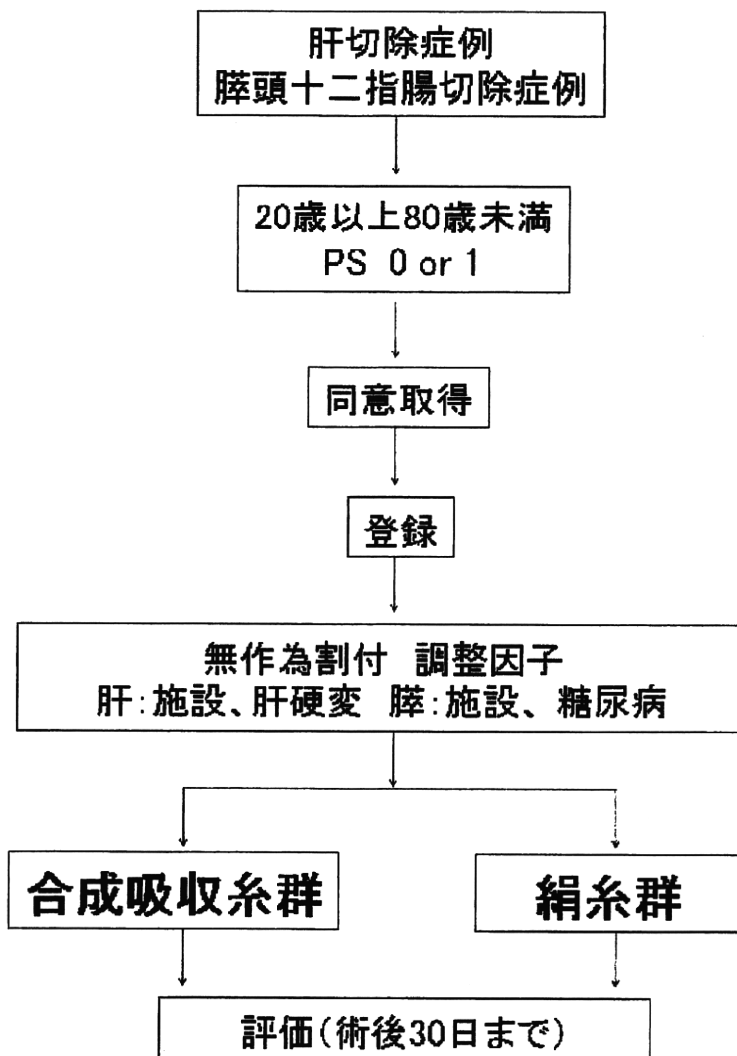 肝切除症例
膵頭十二指腸切除症例
20歳以上80歳未満
PS 0 or 1
同意取得
登録
無作為割付 調整因子
肝:施設、肝硬変 膵:施設、糖尿病
合成吸収糸群
絹糸群
評価(術後30日まで)